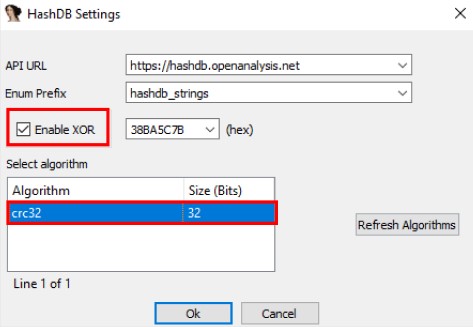 HashDB Settings
API URL https://hashdb.openanalysis.net
Enum Prefix hashdb_strings
Enable XOR 38BA5C7B (hex)
Select algorithm
Algorithm Size (Bits)
crc32 32
Refresh Algorithms
Line 1 of 1
Ok Cancel